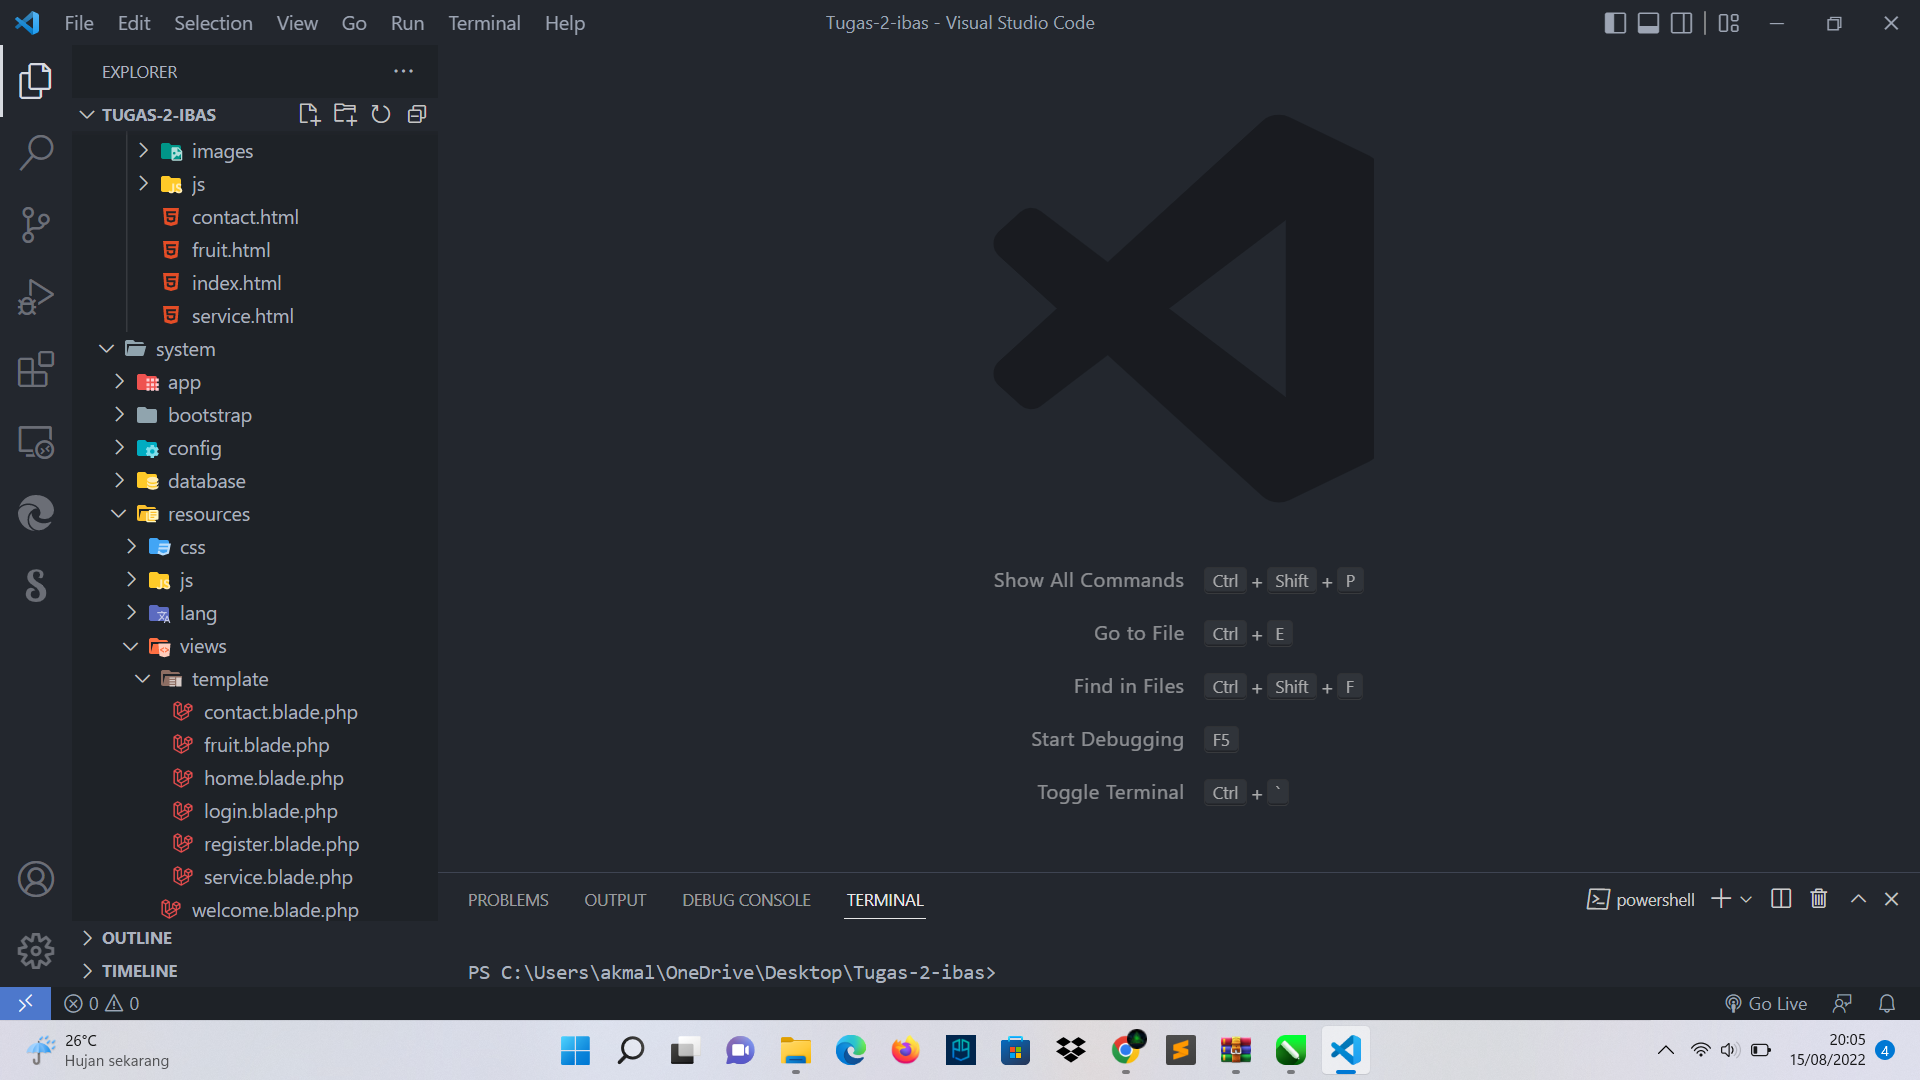 File Edit Selection View Go Run Terminal Help
Tugas-2-ibas - Visual Studio Code
EXPLORER
TUGAS-2-IBAS
images
js
contact.html
fruit.html
index.html
service.html
system
app
bootstrap
config
database
resources
css
js
lang
views
template
contact.blade.php
fruit.blade.php
home.blade.php
login.blade.php
register.blade.php
service.blade.php
welcome.blade.php
OUTLINE
TIMELINE
Show All Commands Ctrl + Shift + P
Go to File Ctrl + E
Find in Files Ctrl + Shift + F
Start Debugging F5
Toggle Terminal Ctrl + `
PROBLEMS OUTPUT DEBUG CONSOLE TERMINAL
powershell
PS C:\Users\akmal\OneDrive\Desktop\Tugas-2-ibas>
0 0
Go Live
26°C
Hujan sekarang
20:05
15/08/2022
4